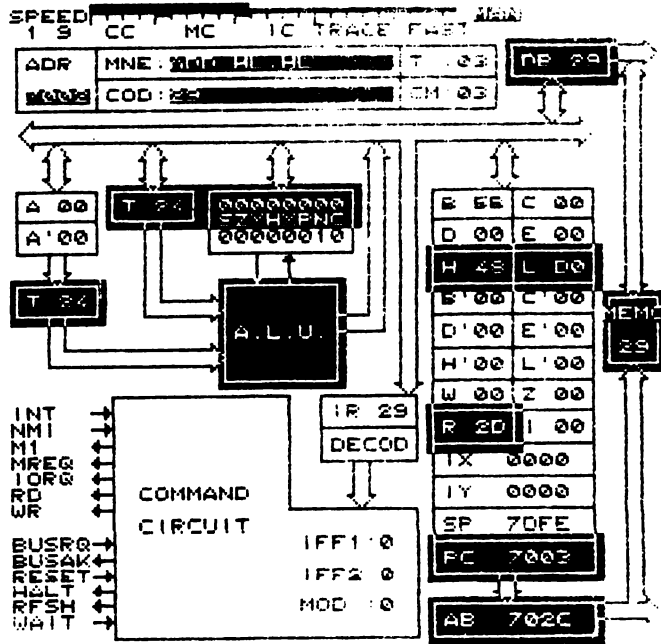 SPEED
1 9 CC MC IC TRACE FAST
ADR MNE: T :03
COD: CM:03
DB 29
A 00
A'00
T 24
00000000
SZYHXPNC
00000010
T 24
A.L.U.
B 5E C 00
D 00 E 00
H 48 L D0
B'00 C'00
D'00 E'00
H'00 L'00
W 00 Z 00
R 2D I 00
IX 0000
IY 0000
SP 7DFE
PC 7003
AB 702C
MEMO
29
IR 29
DECOD
INT
NMI
M1
MREQ
IORQ
RD
WR
BUSRQ
BUSAK
RESET
HALT
RFSH
WAIT
COMMAND
CIRCUIT
IFF1:0
IFF2:0
MOD :0